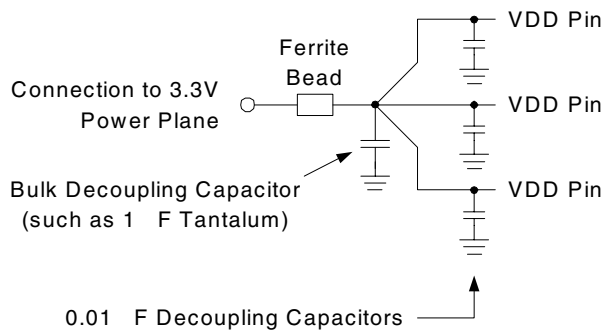 Ferrite
Bead
Connection to 3.3V
Power Plane
VDD Pin
VDD Pin
VDD Pin
Bulk Decoupling Capacitor
(such as 1 F Tantalum)
0.01 F Decoupling Capacitors